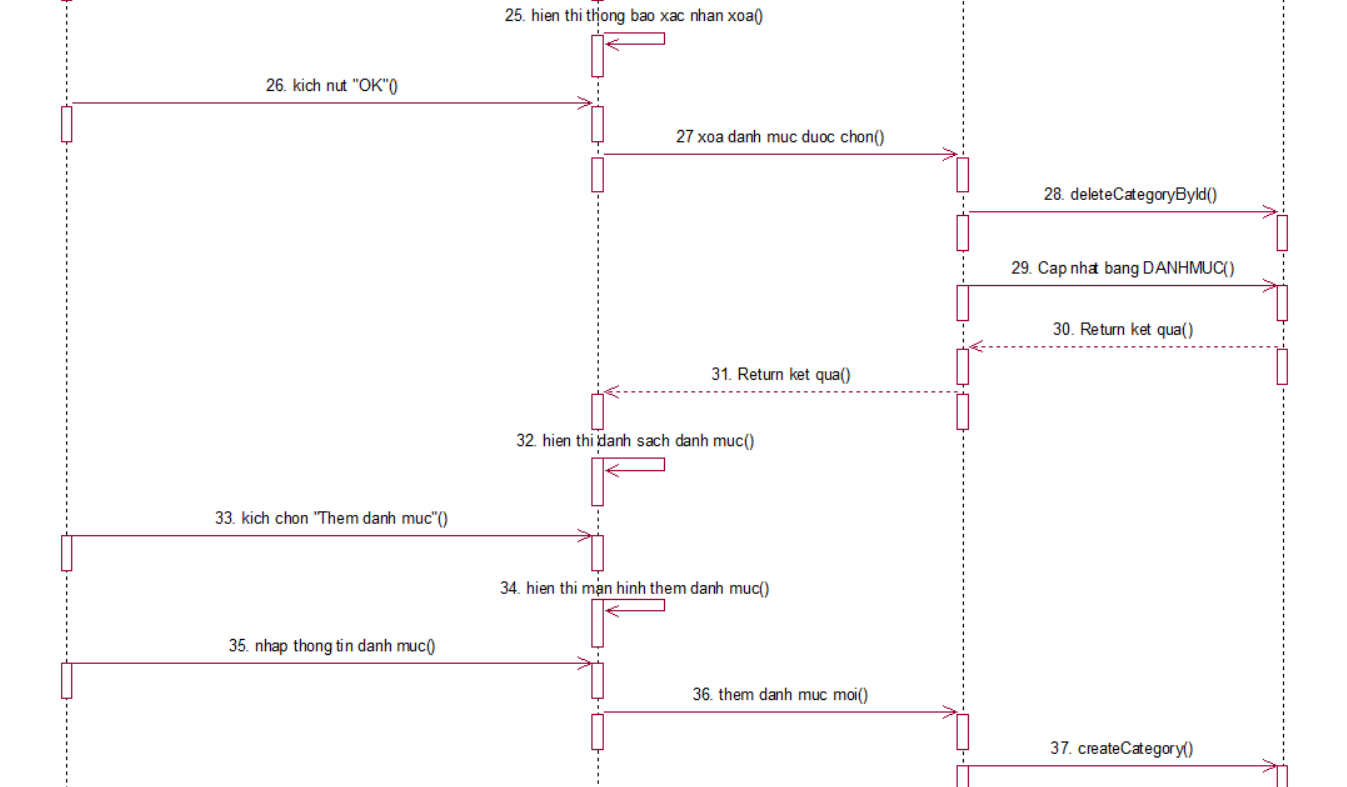 25. hien thi thong bao xac nhan xoa()
26. kich nut "OK"()
27 xoa danh muc duoc chon()
28. deleteCategoryById()
29. Cap nhat bang DANHMUC()
30. Return ket qua()
31. Return ket qua()
32. hien thi danh sach danh muc()
33. kich chon "Them danh muc"()
34. hien thi man hinh them danh muc()
35. nhap thong tin danh muc()
36. them danh muc moi()
37. createCategory()